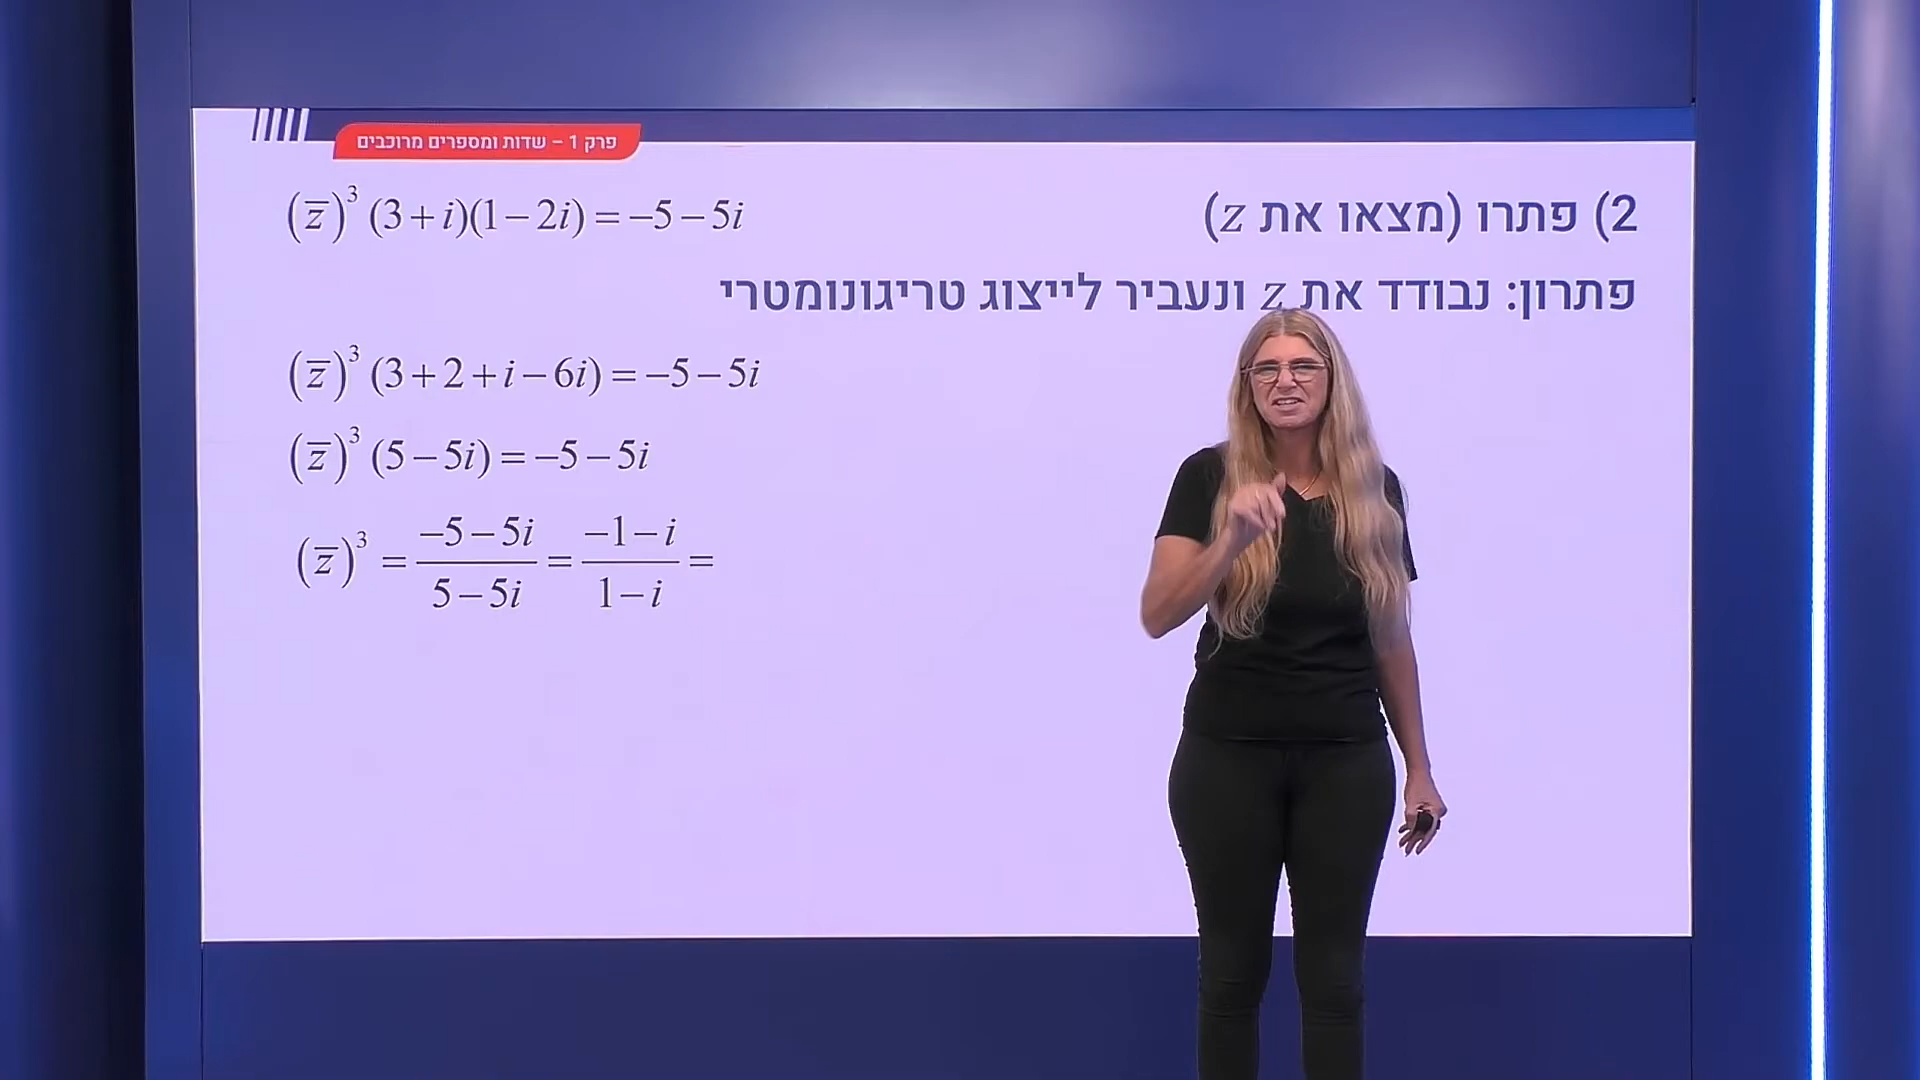 פרק 1 – שדות ומספרים מרוכבים
2) פתרו (מצאו את z) (z̅)³(3+i)(1−2i)=−5−5i
פתרון: נבודד את z ונעביר לייצוג טריגונומטרי
(z̅)³(3+2+i−6i)=−5−5i
(z̅)³(5−5i)=−5−5i
(z̅)³ = (−5−5i)/(5−5i) = (−1−i)/(1−i) =